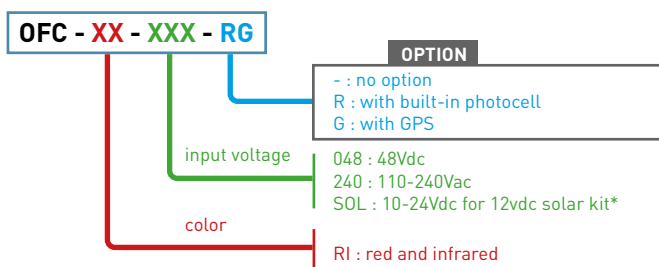 OFC - XX - XXX - RG
OPTION
- : no option
R : with built-in photocell
G : with GPS
input voltage
048 : 48Vdc
240 : 110-240Vac
SOL : 10-24Vdc for 12vdc solar kit*
color
RI : red and infrared